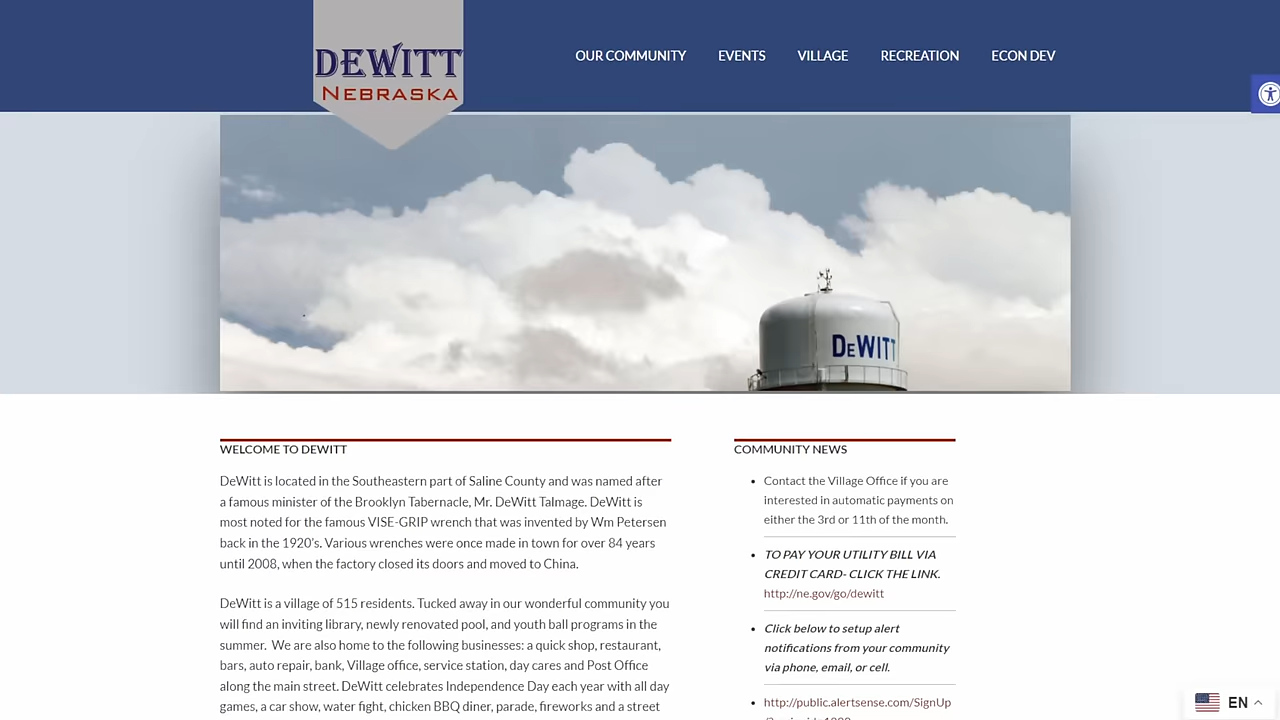 DEWITT
NEBRASKA
OUR COMMUNITY
EVENTS
VILLAGE
RECREATION
ECON DEV
DEWITT
WELCOME TO DEWITT
DeWitt is located in the Southeastern part of Saline County and was named after
a famous minister of the Brooklyn Tabernacle, Mr. DeWitt Talmage. DeWitt is
most noted for the famous VISE-GRIP wrench that was invented by Wm Petersen
back in the 1920's. Various wrenches were once made in town for over 84 years
until 2008, when the factory closed its doors and moved to China.
DeWitt is a village of 515 residents. Tucked away in our wonderful community you
will find an inviting library, newly renovated pool, and youth ball programs in the
summer. We are also home to the following businesses: a quick shop, restaurant,
bars, auto repair, bank, Village office, service station, day cares and Post Office
along the main street. DeWitt celebrates Independence Day each year with all day
games, a car show, water fight, chicken BBQ diner, parade, fireworks and a street
COMMUNITY NEWS
Contact the Village Office if you are
interested in automatic payments on
either the 3rd or 11th of the month.
TO PAY YOUR UTILITY BILL VIA
CREDIT CARD- CLICK THE LINK.
http://ne.gov/go/dewitt
Click below to setup alert
notifications from your community
via phone, email, or cell.
http://public.alertsense.com/SignUp
EN